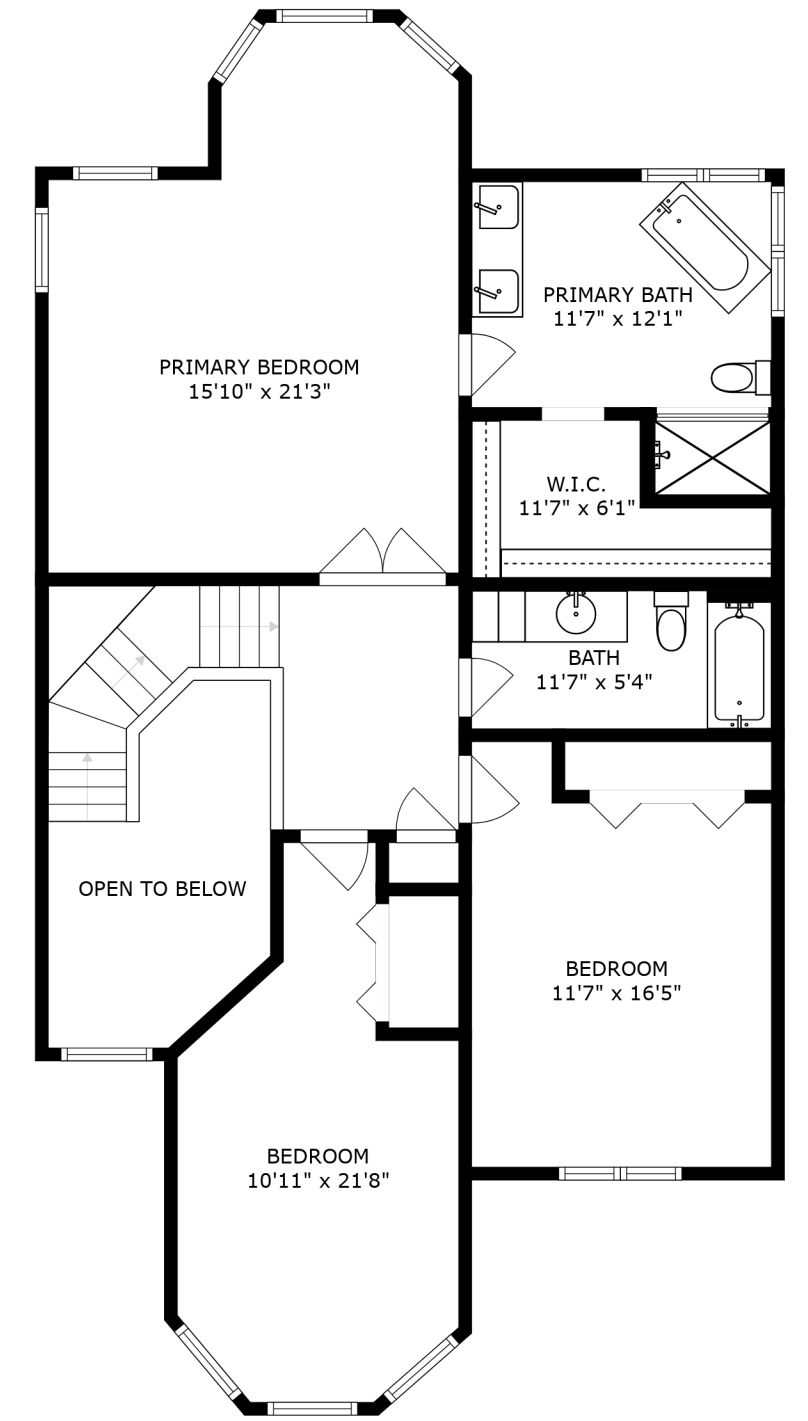 PRIMARY BATH
11'7" x 12'1"
PRIMARY BEDROOM
15'10" x 21'3"
W.I.C.
11'7" x 6'1"
BATH
11'7" x 5'4"
OPEN TO BELOW
BEDROOM
11'7" x 16'5"
BEDROOM
10'11" x 21'8"